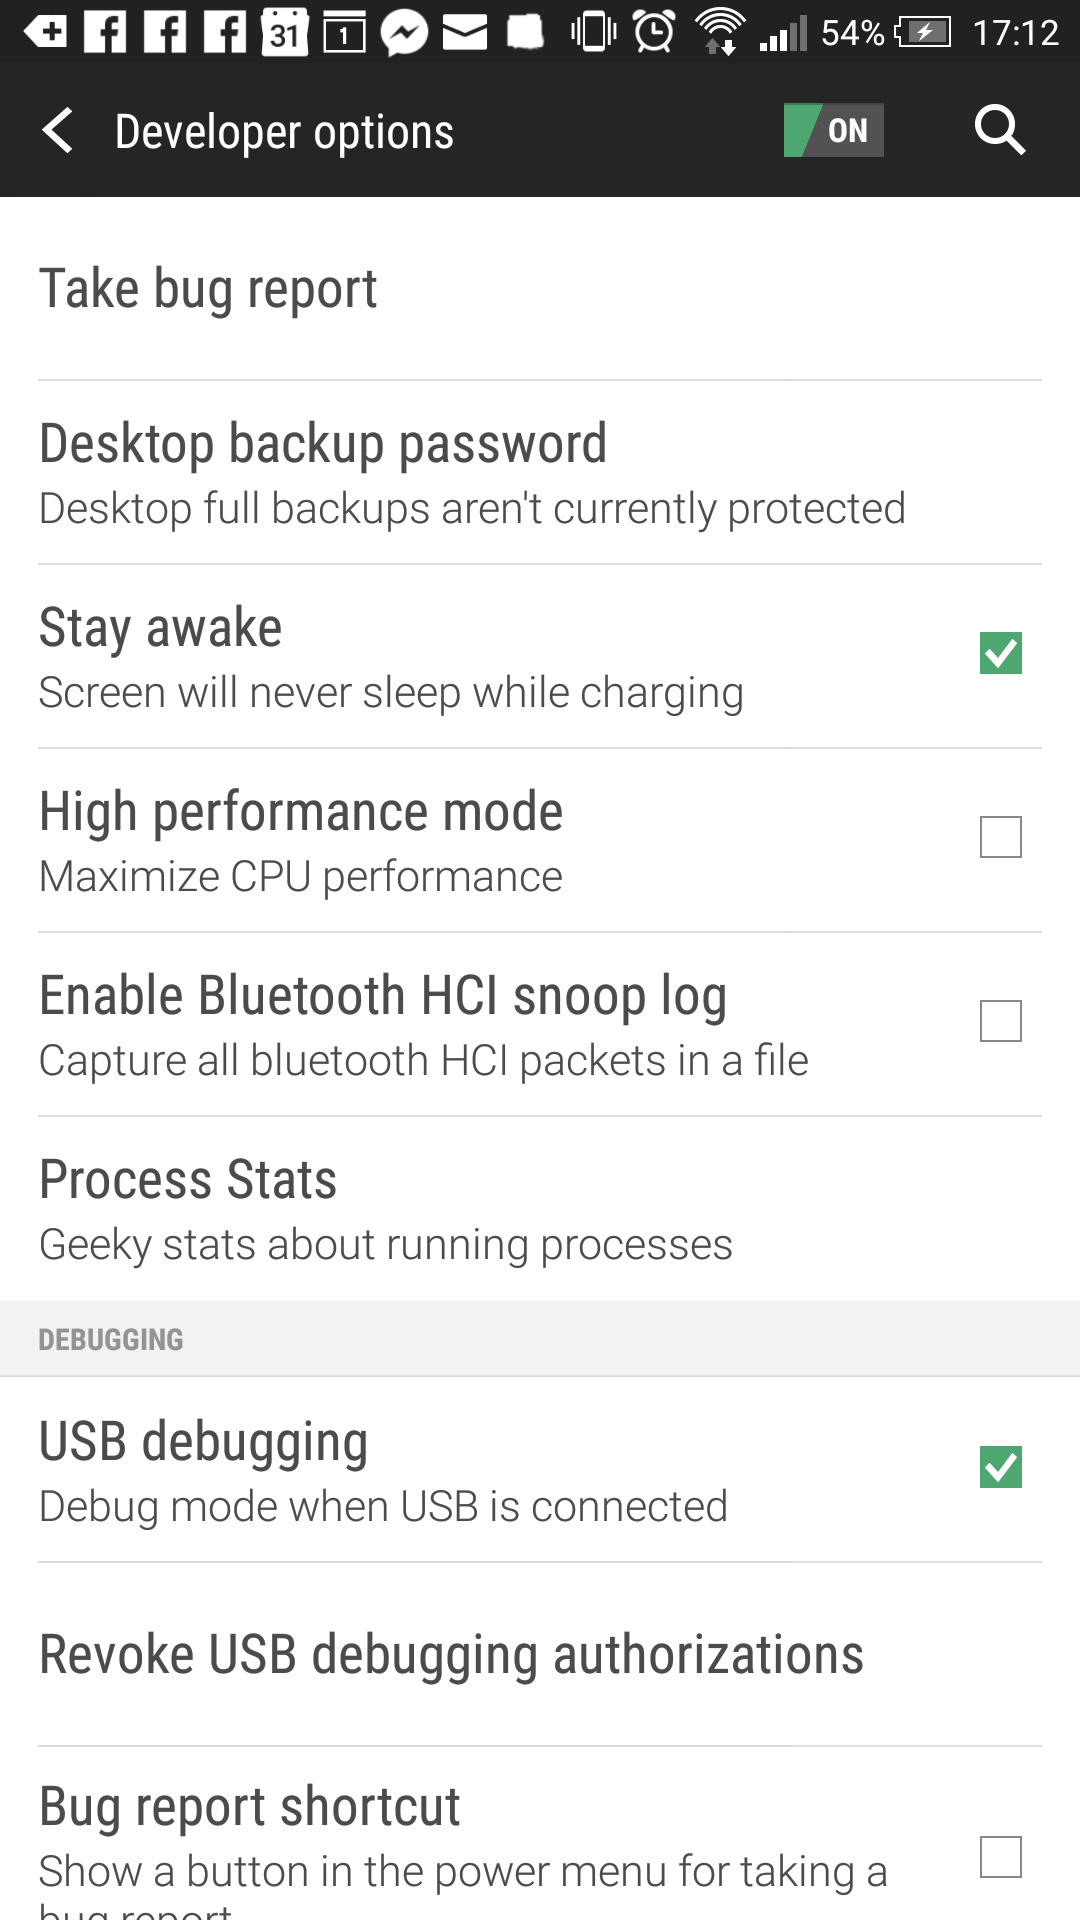 31 1 54% 17:12
Developer options ON
Take bug report
Desktop backup password
Desktop full backups aren't currently protected
Stay awake
Screen will never sleep while charging
High performance mode
Maximize CPU performance
Enable Bluetooth HCI snoop log
Capture all bluetooth HCI packets in a file
Process Stats
Geeky stats about running processes
DEBUGGING
USB debugging
Debug mode when USB is connected
Revoke USB debugging authorizations
Bug report shortcut
Show a button in the power menu for taking a
bug report